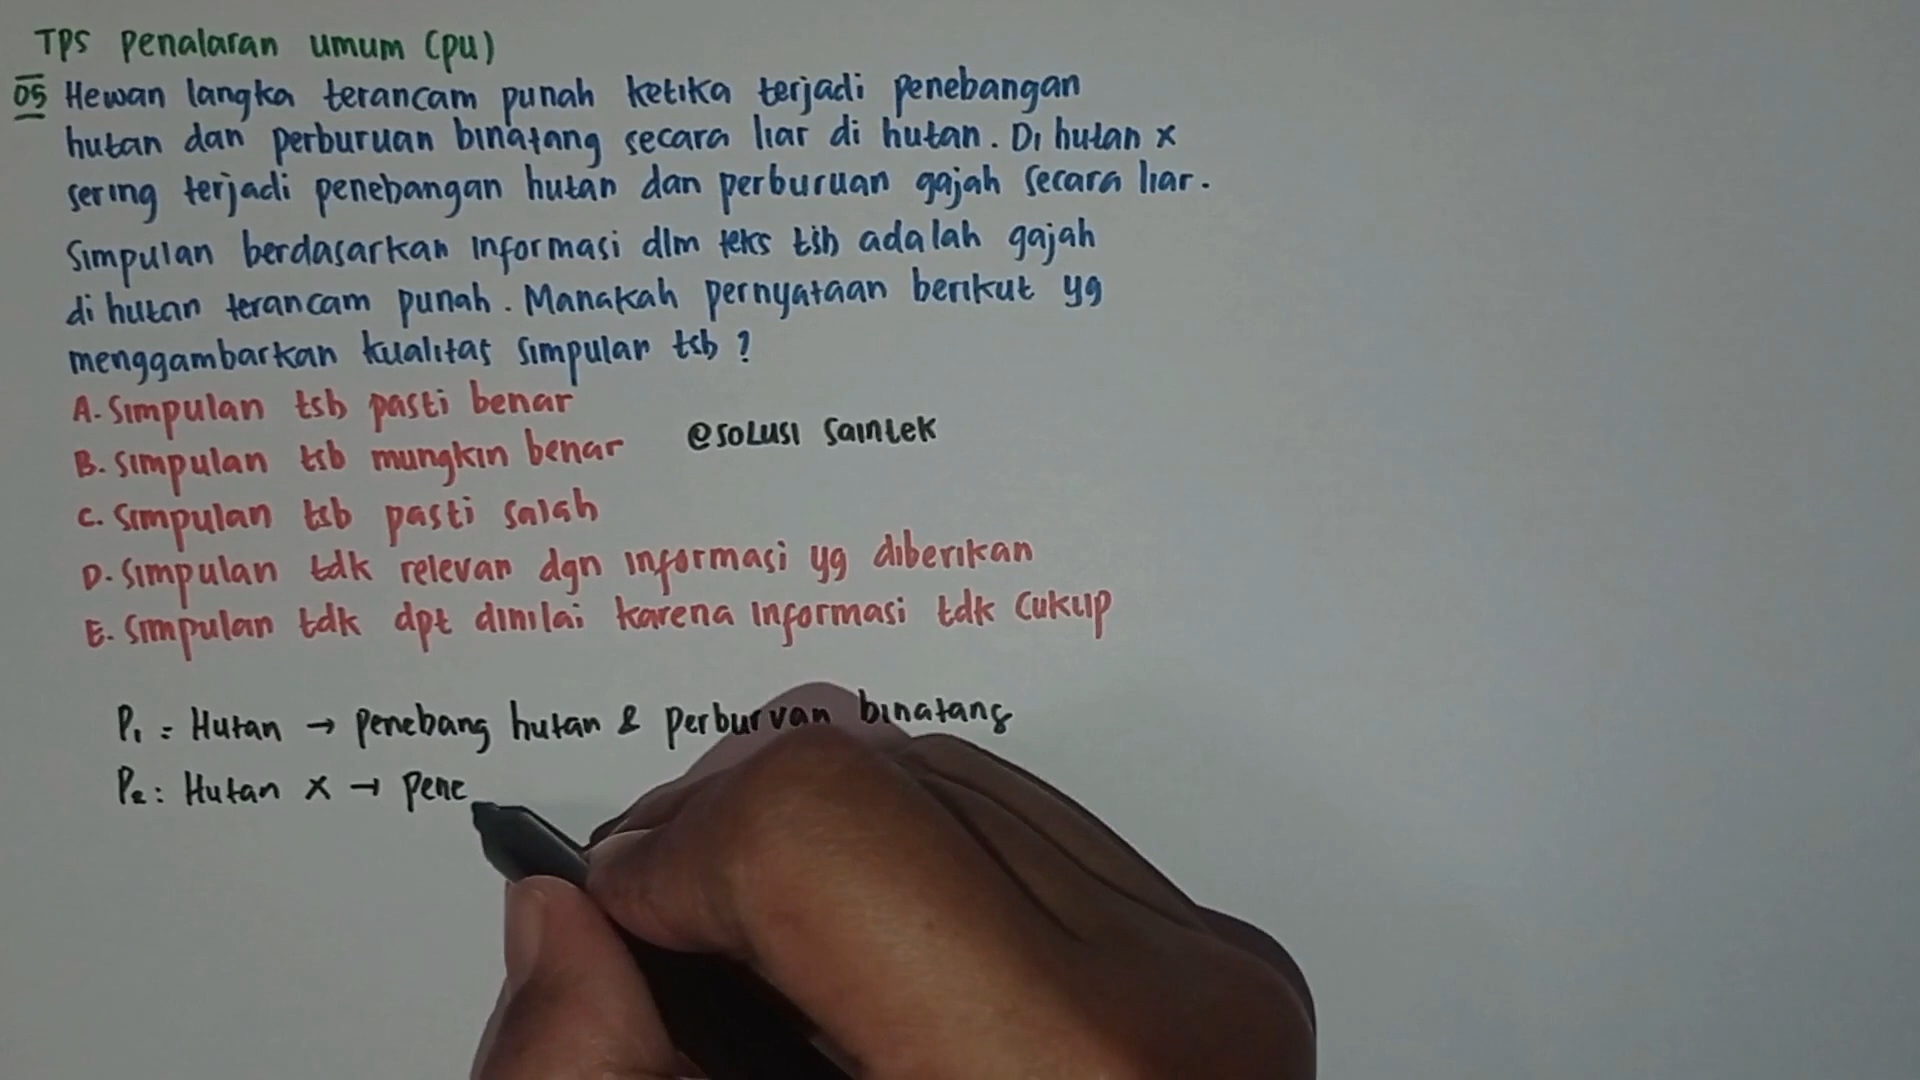 TPS penalaran umum (pu)
05 Hewan langka terancam punah ketika terjadi penebangan
hutan dan perburuan binatang secara liar di hutan. Di hutan x
sering terjadi penebangan hutan dan perburuan gajah secara liar.
Simpulan berdasarkan informasi dlm teks tsb adalah gajah
di hutan terancam punah. Manakah pernyataan berikut yg
menggambarkan kualitas simpulan tsb ?
A. Simpulan tsb pasti benar
@SOLUSI Saintek
B. Simpulan tsb mungkin benar
C. Simpulan tsb pasti salah
D. Simpulan tdk relevan dgn informasi yg diberikan
E. Simpulan tdk dpt dinilai karena informasi tdk cukup
P1 = Hutan → penebang hutan & perburuan binatang
P2 : Hutan x → pene